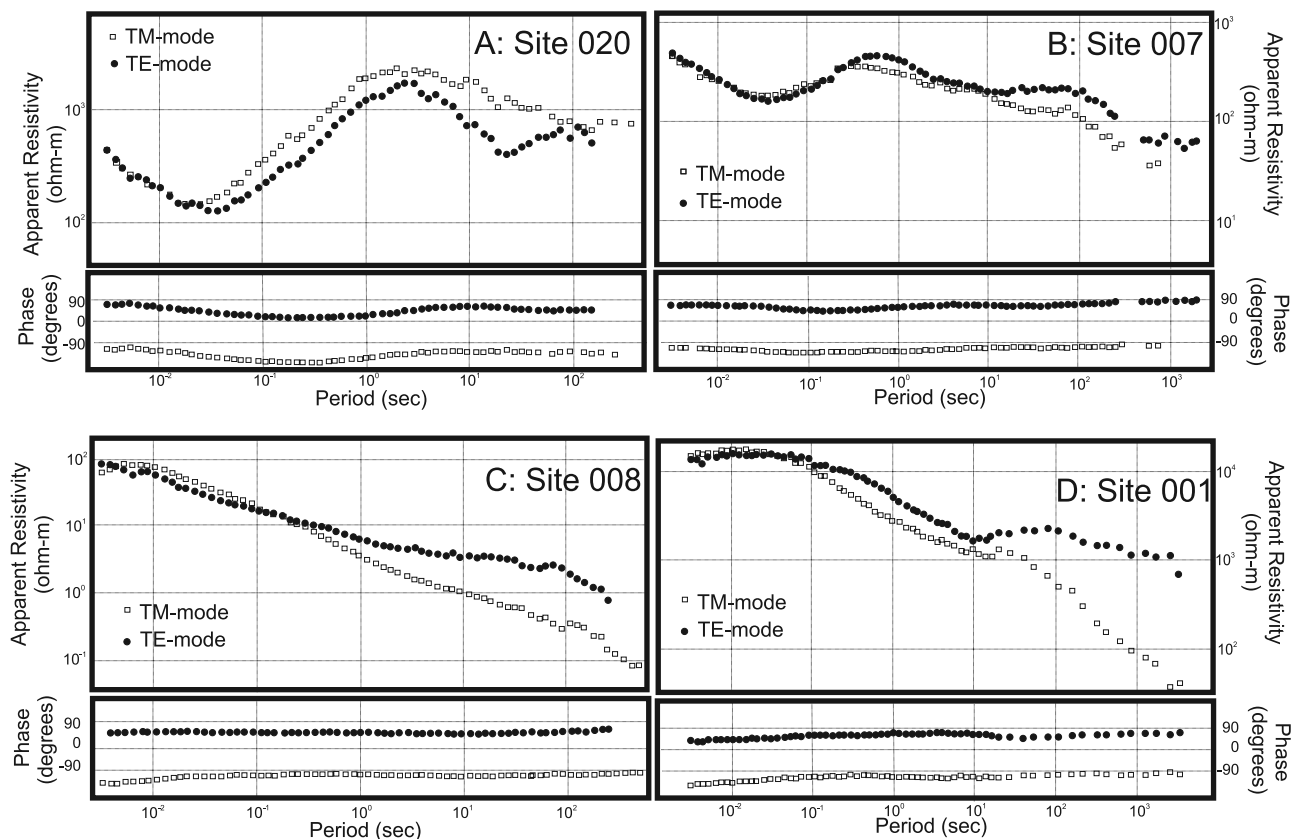 TM-mode
TE-mode
A: Site 020
Apparent Resistivity
(ohm-m)
10³
10²
Phase
(degrees)
90
0
-90
10⁻² 10⁻¹ 10⁰ 10¹ 10²
Period (sec)
B: Site 007
TM-mode
TE-mode
10³
10²
10¹
Apparent Resistivity
(ohm-m)
90
0
-90
Phase
(degrees)
10⁻² 10⁻¹ 10⁰ 10¹ 10² 10³
Period (sec)
C: Site 008
Apparent Resistivity
(ohm-m)
10²
10¹
10⁰
10⁻¹
TM-mode
TE-mode
Phase
(degrees)
90
0
-90
10⁻² 10⁻¹ 10⁰ 10¹ 10²
Period (sec)
D: Site 001
TM-mode
TE-mode
10⁴
10³
10²
Apparent Resistivity
(ohm-m)
90
0
-90
Phase
(degrees)
10⁻² 10⁻¹ 10⁰ 10¹ 10² 10³
Period (sec)